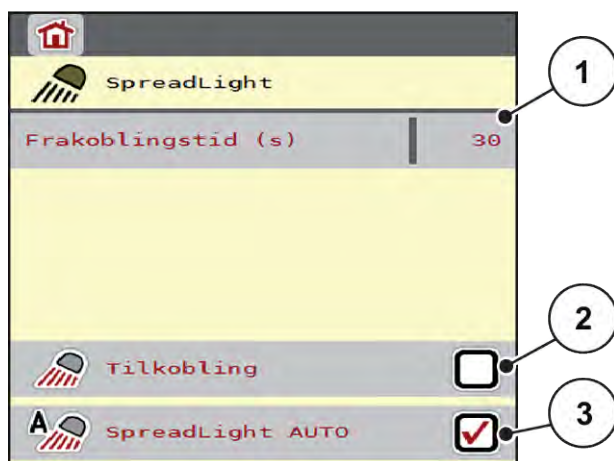 SpreadLight
1
Frakoblingstid (s) 30
2
Tilkobling
3
A SpreadLight AUTO